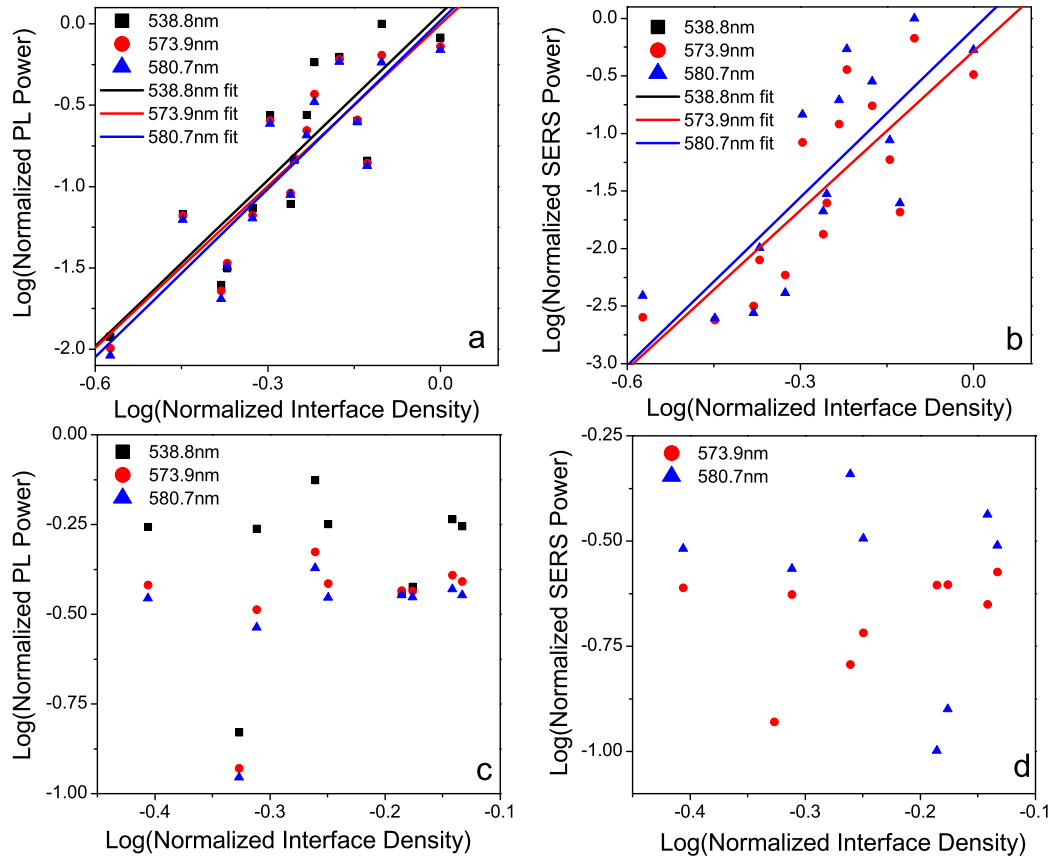 Log(Normalized PL Power)
0.0
-0.5
-1.0
-1.5
-2.0
538.8nm
573.9nm
580.7nm
538.8nm fit
573.9nm fit
580.7nm fit
a
-0.6
-0.3
0.0
Log(Normalized Interface Density)
Log(Normalized SERS Power)
0.0
-0.5
-1.0
-1.5
-2.0
-2.5
-3.0
538.8nm
573.9nm
580.7nm
538.8nm fit
573.9nm fit
580.7nm fit
b
-0.6
-0.3
0.0
Log(Normalized Interface Density)
Log(Normalized PL Power)
0.00
-0.25
-0.50
-0.75
-1.00
538.8nm
573.9nm
580.7nm
c
-0.4
-0.3
-0.2
-0.1
Log(Normalized Interface Density)
Log(Normalized SERS Power)
-0.25
-0.50
-0.75
-1.00
573.9nm
580.7nm
d
-0.4
-0.3
-0.2
-0.1
Log(Normalized Interface Density)